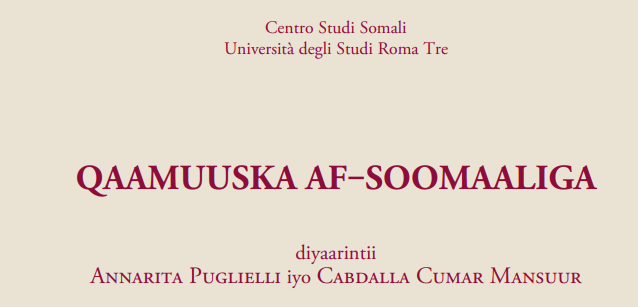 Centro Studi Somali
Università degli Studi Roma Tre
QAAMUUSKA AF–SOOMAALIGA
diyaarintii
Annarita Puglielli iyo Cabdalla Cumar Mansuur